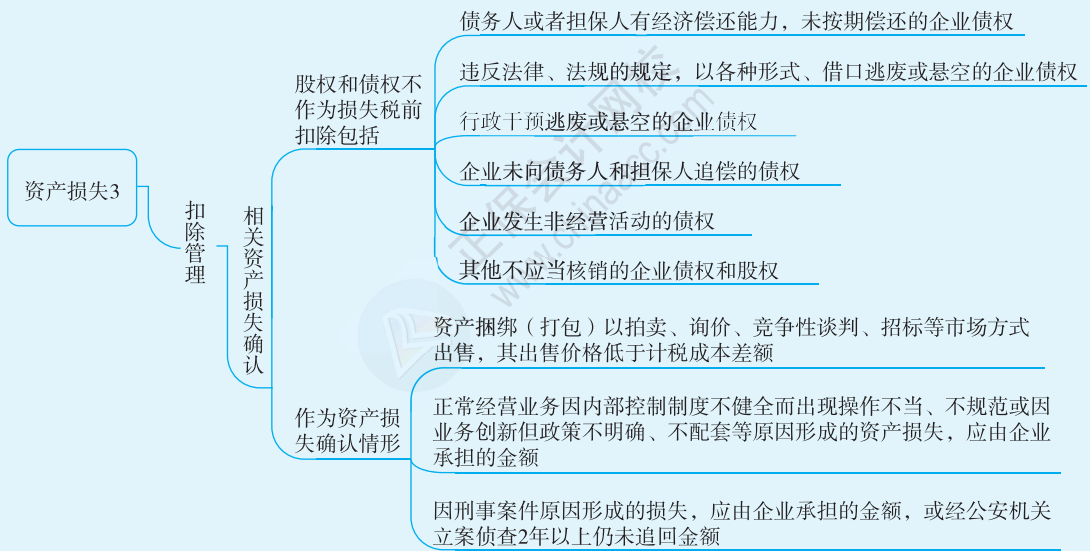 资产损失3
扣除管理
相关资产损失确认
股权和债权不
作为损失税前
扣除包括
债务人或者担保人有经济偿还能力，未按期偿还的企业债权
违反法律、法规的规定，以各种形式、借口逃废或悬空的企业债权
行政干预逃废或悬空的企业债权
企业未向债务人和担保人追偿的债权
企业发生非经营活动的债权
其他不应当核销的企业债权和股权
作为资产损
失确认情形
资产捆绑（打包）以拍卖、询价、竞争性谈判、招标等市场方式
出售，其出售价格低于计税成本差额
正常经营业务因内部控制制度不健全而出现操作不当、不规范或因
业务创新但政策不明确、不配套等原因形成的资产损失，应由企业
承担的金额
因刑事案件原因形成的损失，应由企业承担的金额，或经公安机关
立案侦查2年以上仍未追回金额
正保会计网校
www.chinaacc.com